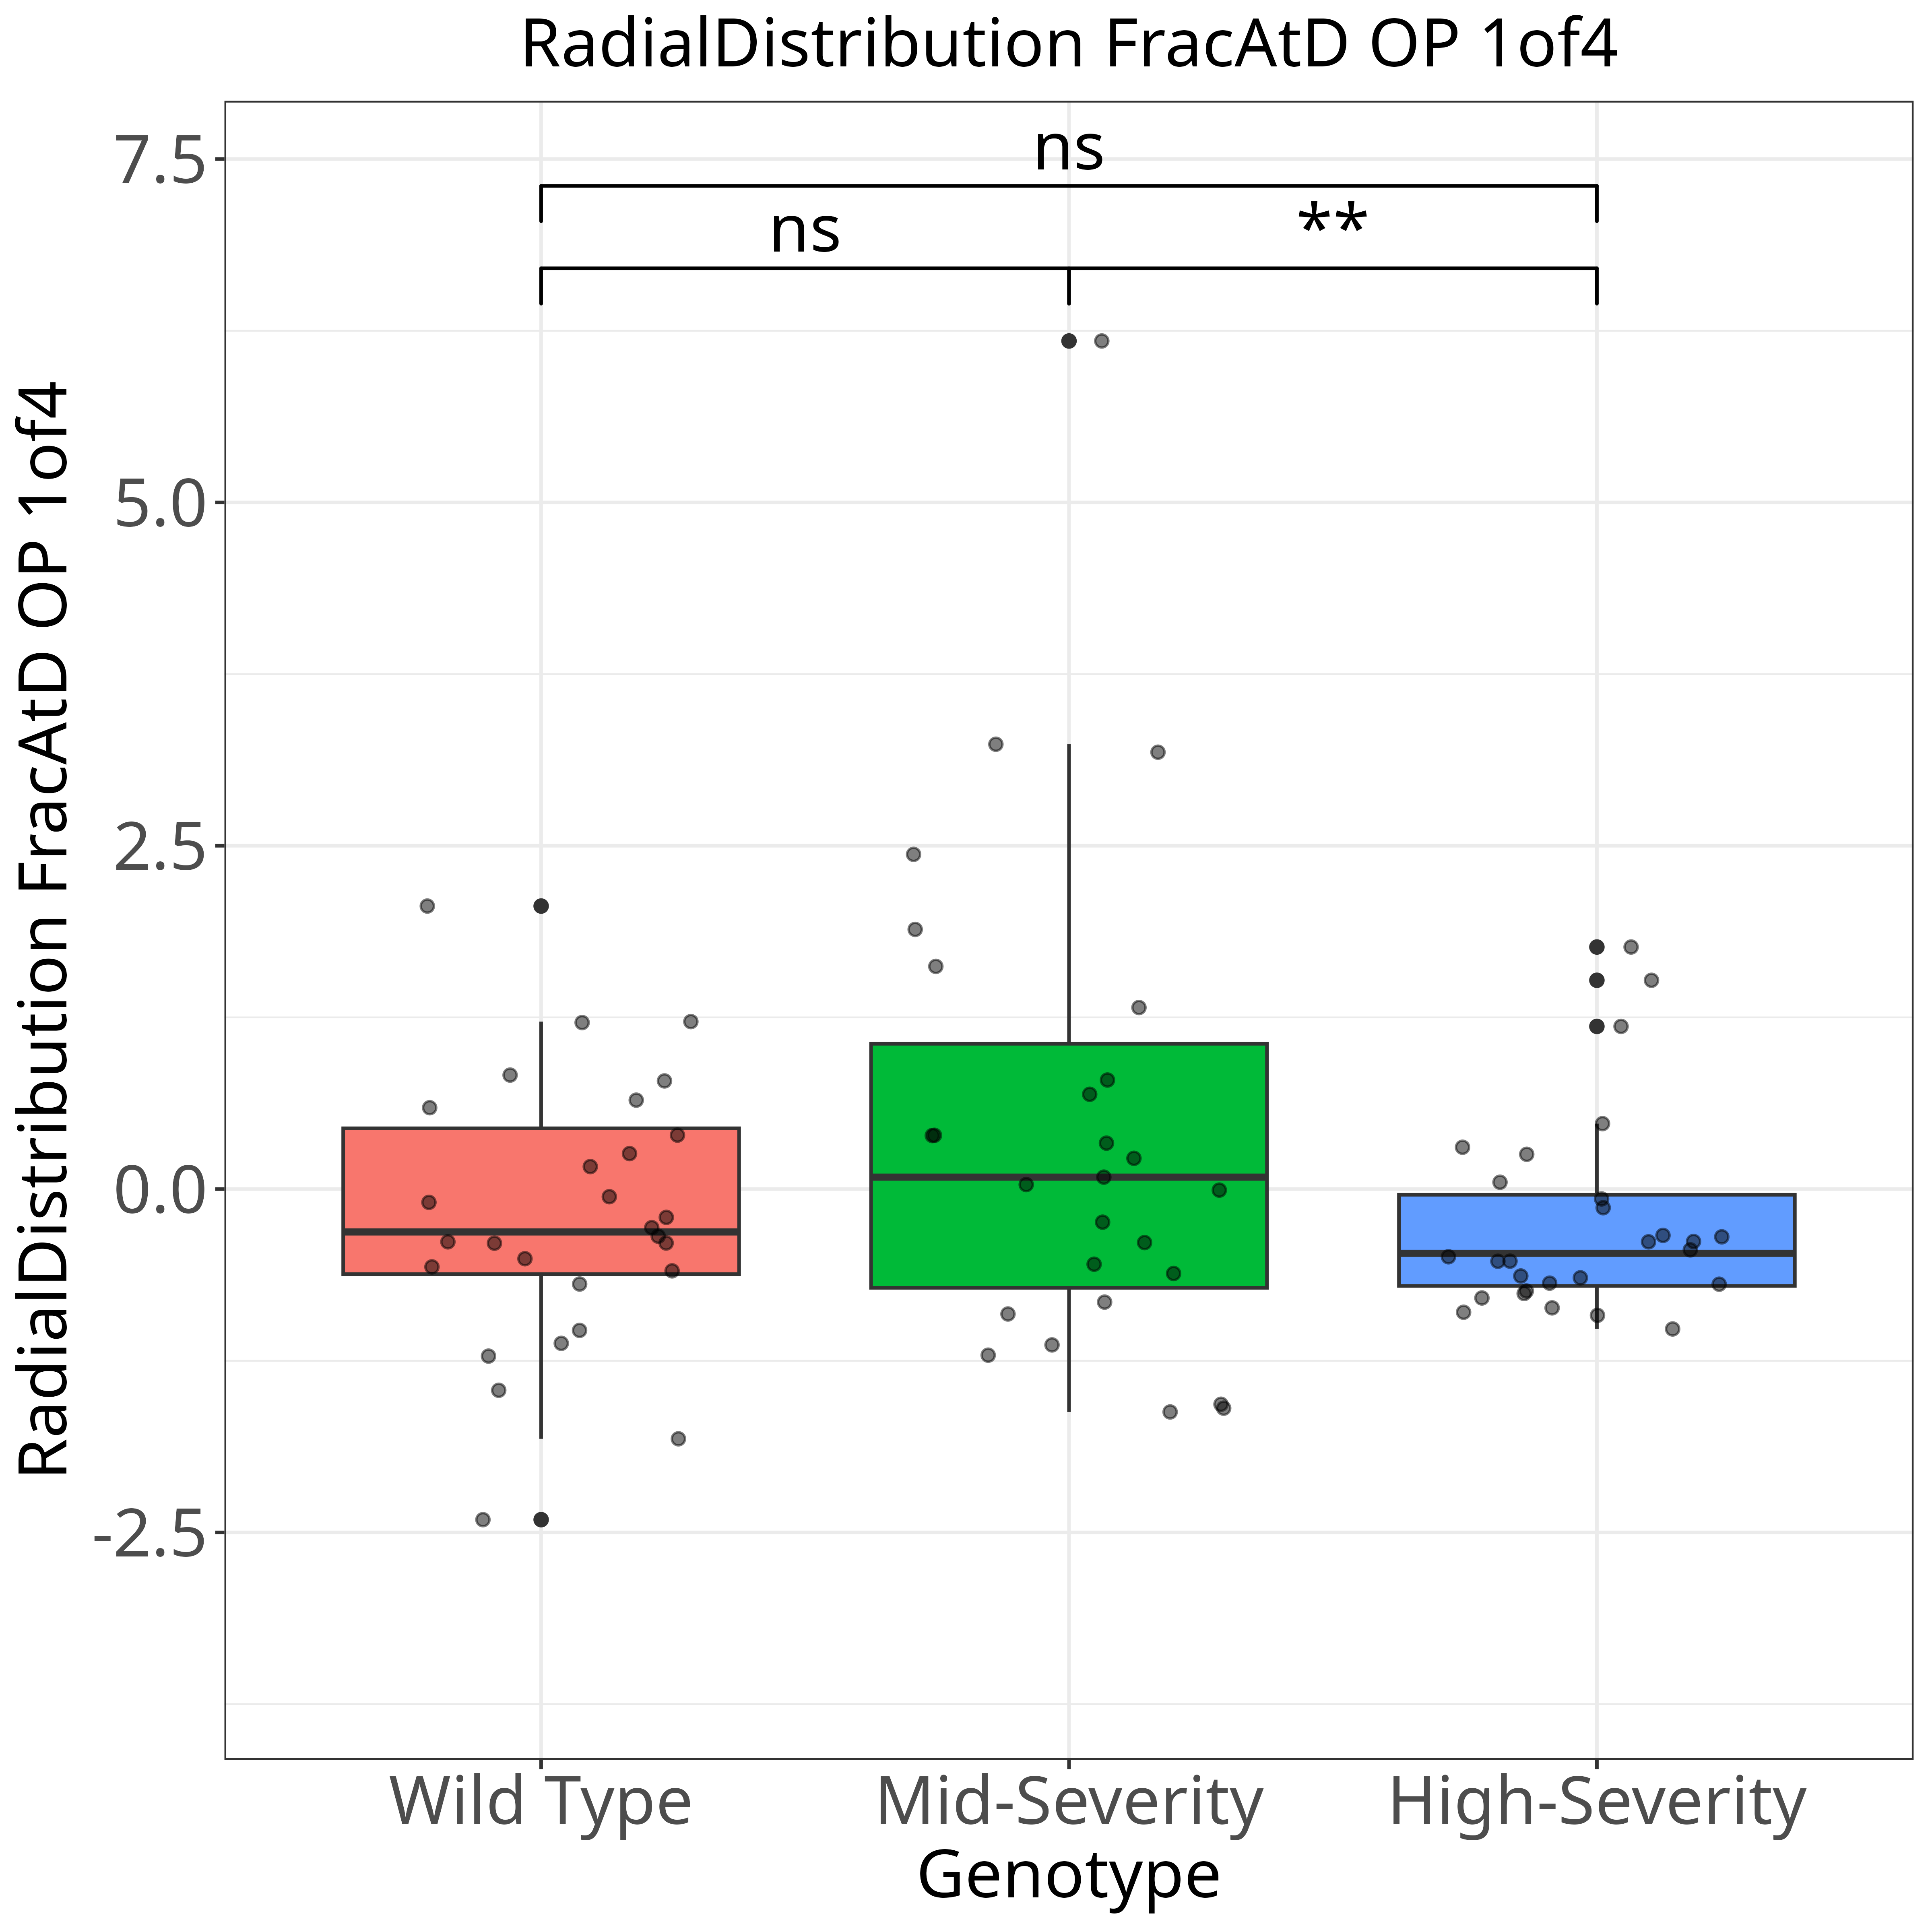 RadialDistribution FracAtD OP 1of4
RadialDistribution FracAtD OP 1of4
7.5
5.0
2.5
0.0
-2.5
ns
ns
**
Wild Type
Mid-Severity
High-Severity
Genotype